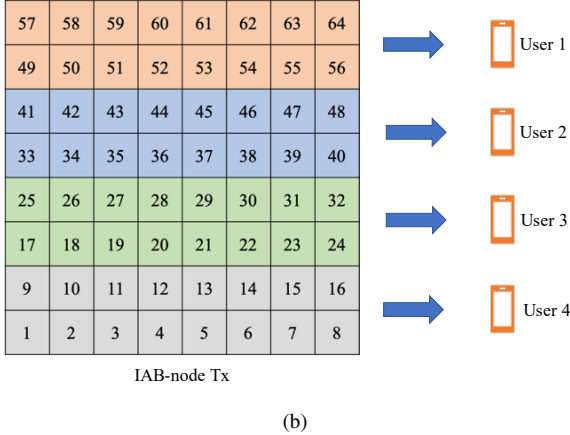 57 58 59 60 61 62 63 64
User 1
49 50 51 52 53 54 55 56
41 42 43 44 45 46 47 48
User 2
33 34 35 36 37 38 39 40
25 26 27 28 29 30 31 32
User 3
17 18 19 20 21 22 23 24
9 10 11 12 13 14 15 16
User 4
1 2 3 4 5 6 7 8
IAB-node Tx
(b)